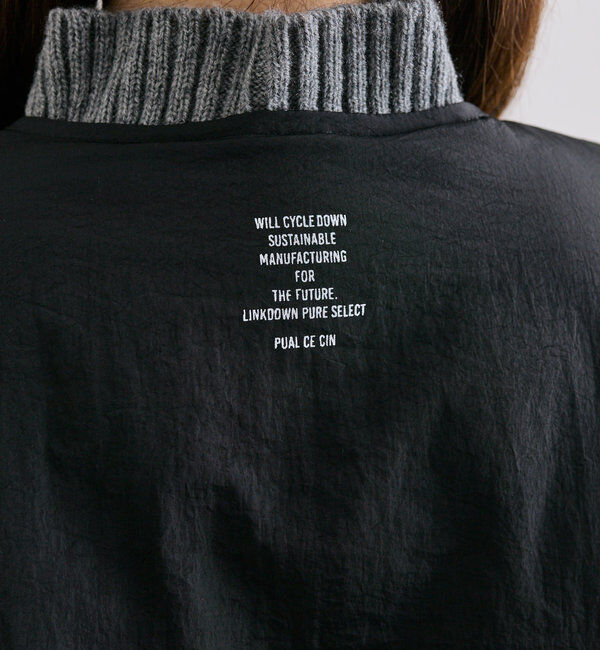 WILL CYCLE DOWN
SUSTAINABLE
MANUFACTURING
FOR
THE FUTURE.
LINKDOWN PURE SELECT
PUAL CE CIN